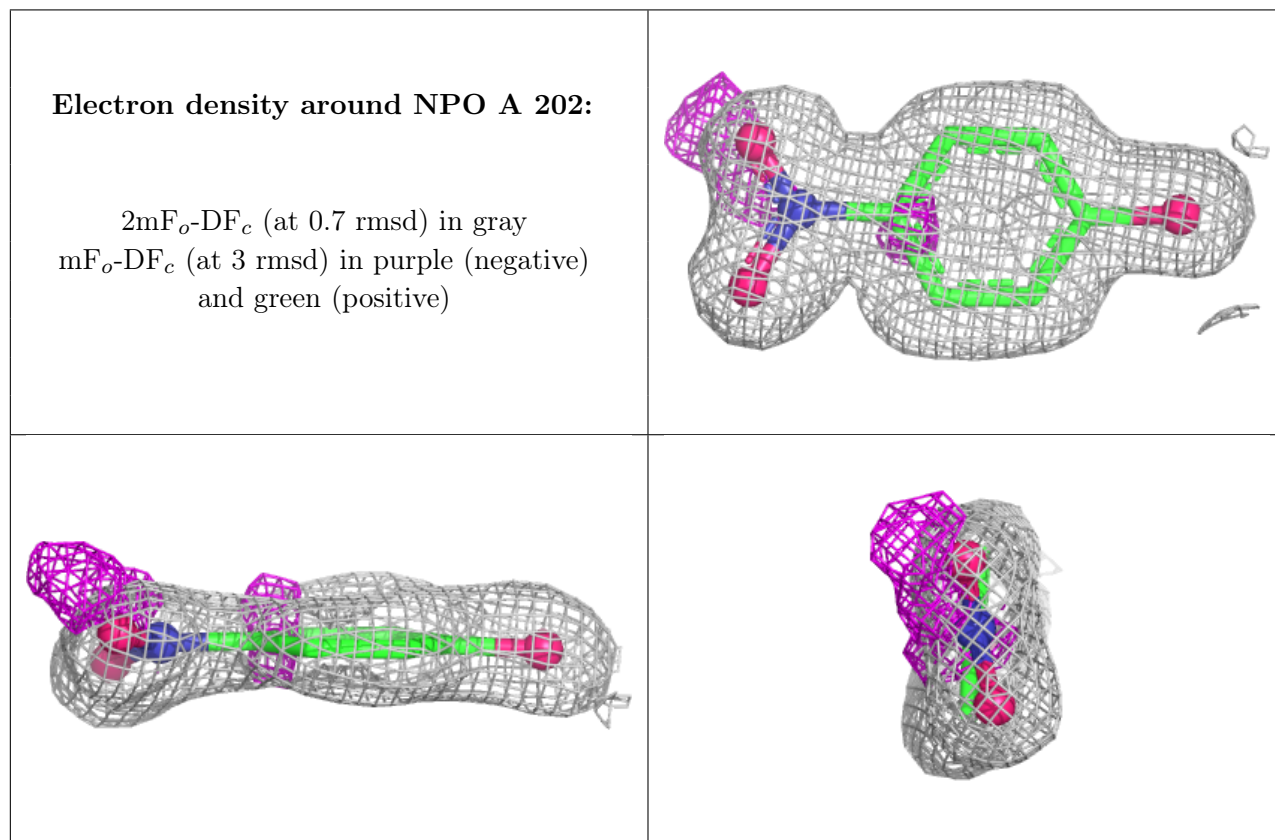 Electron density around NPO A 202:
2mFo-DFc (at 0.7 rmsd) in gray
mFo-DFc (at 3 rmsd) in purple (negative)
and green (positive)